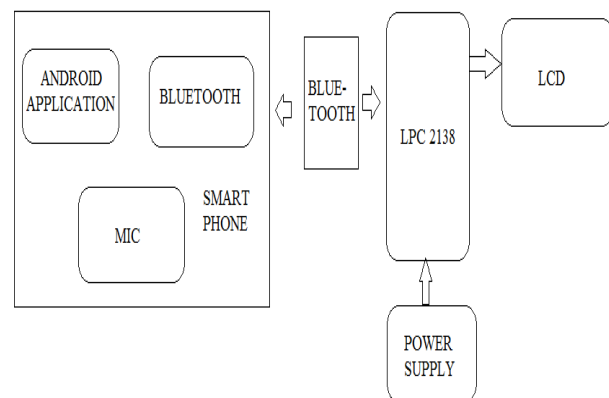 ANDROID
APPLICATION
BLUETOOTH
MIC
SMART
PHONE
BLUE-
TOOTH
LPC 2138
LCD
POWER
SUPPLY